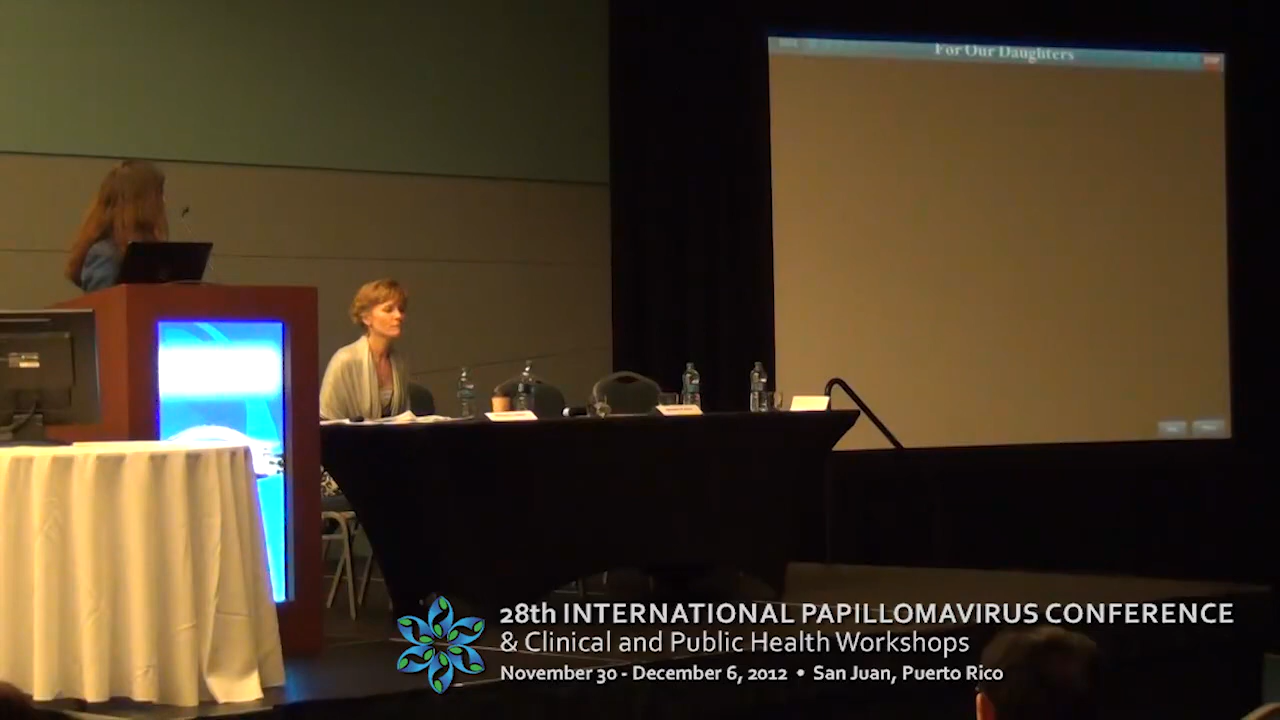 For Our Daughters
28th INTERNATIONAL PAPILLOMAVIRUS CONFERENCE
& Clinical and Public Health Workshops
November 30 - December 6, 2012 • San Juan, Puerto Rico